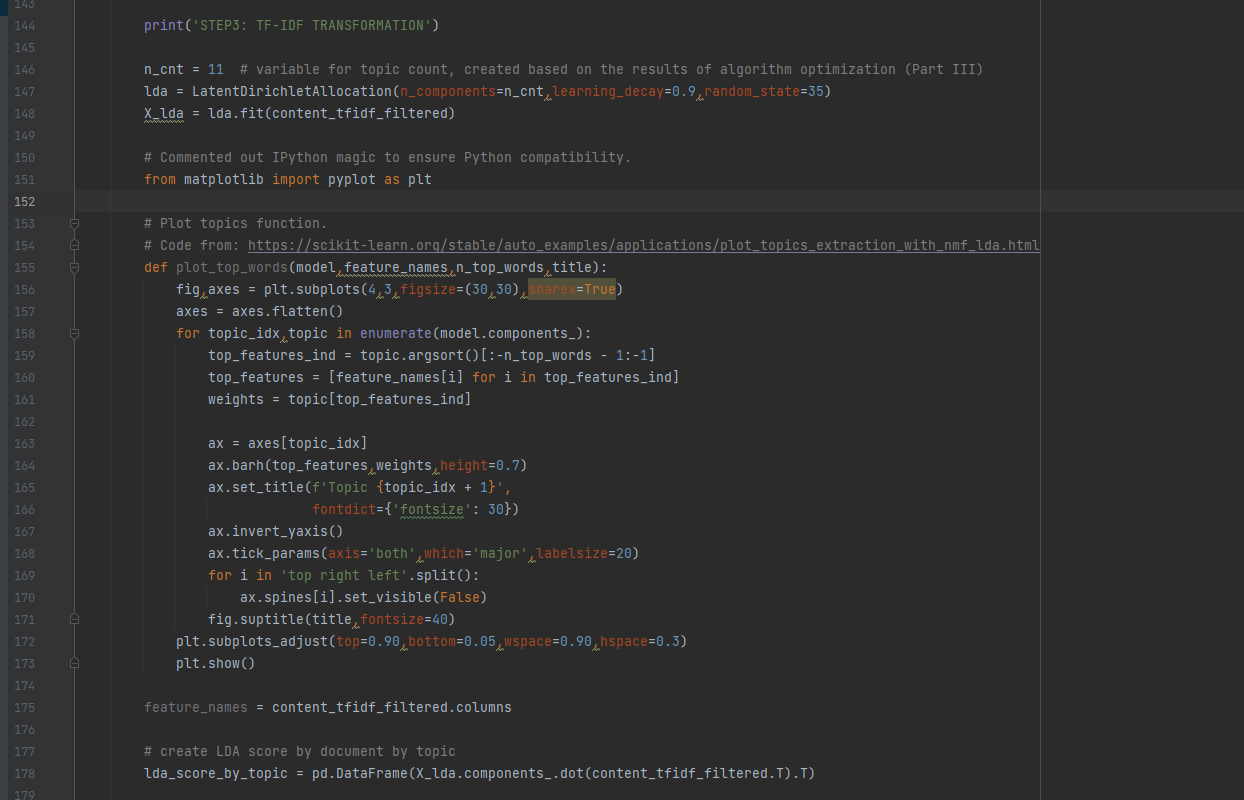 143
144 print('STEP3: TF-IDF TRANSFORMATION')
145
146 n_cnt = 11  # variable for topic count, created based on the results of algorithm optimization (Part III)
147 lda = LatentDirichletAllocation(n_components=n_cnt,learning_decay=0.9,random_state=35)
148 X_lda = lda.fit(content_tfidf_filtered)
149
150 # Commented out IPython magic to ensure Python compatibility.
151 from matplotlib import pyplot as plt
152
153 # Plot topics function.
154 # Code from: https://scikit-learn.org/stable/auto_examples/applications/plot_topics_extraction_with_nmf_lda.html
155 def plot_top_words(model,feature_names,n_top_words,title):
156     fig,axes = plt.subplots(4,3,figsize=(30,30),sharex=True)
157     axes = axes.flatten()
158     for topic_idx,topic in enumerate(model.components_):
159         top_features_ind = topic.argsort()[:-n_top_words - 1:-1]
160         top_features = [feature_names[i] for i in top_features_ind]
161         weights = topic[top_features_ind]
162
163         ax = axes[topic_idx]
164         ax.barh(top_features,weights,height=0.7)
165         ax.set_title(f'Topic {topic_idx + 1}',
166                      fontdict={'fontsize': 30})
167         ax.invert_yaxis()
168         ax.tick_params(axis='both',which='major',labelsize=20)
169         for i in 'top right left'.split():
170             ax.spines[i].set_visible(False)
171         fig.suptitle(title,fontsize=40)
172     plt.subplots_adjust(top=0.90,bottom=0.05,wspace=0.90,hspace=0.3)
173     plt.show()
174
175 feature_names = content_tfidf_filtered.columns
176
177 # create LDA score by document by topic
178 lda_score_by_topic = pd.DataFrame(X_lda.components_.dot(content_tfidf_filtered.T).T)
179